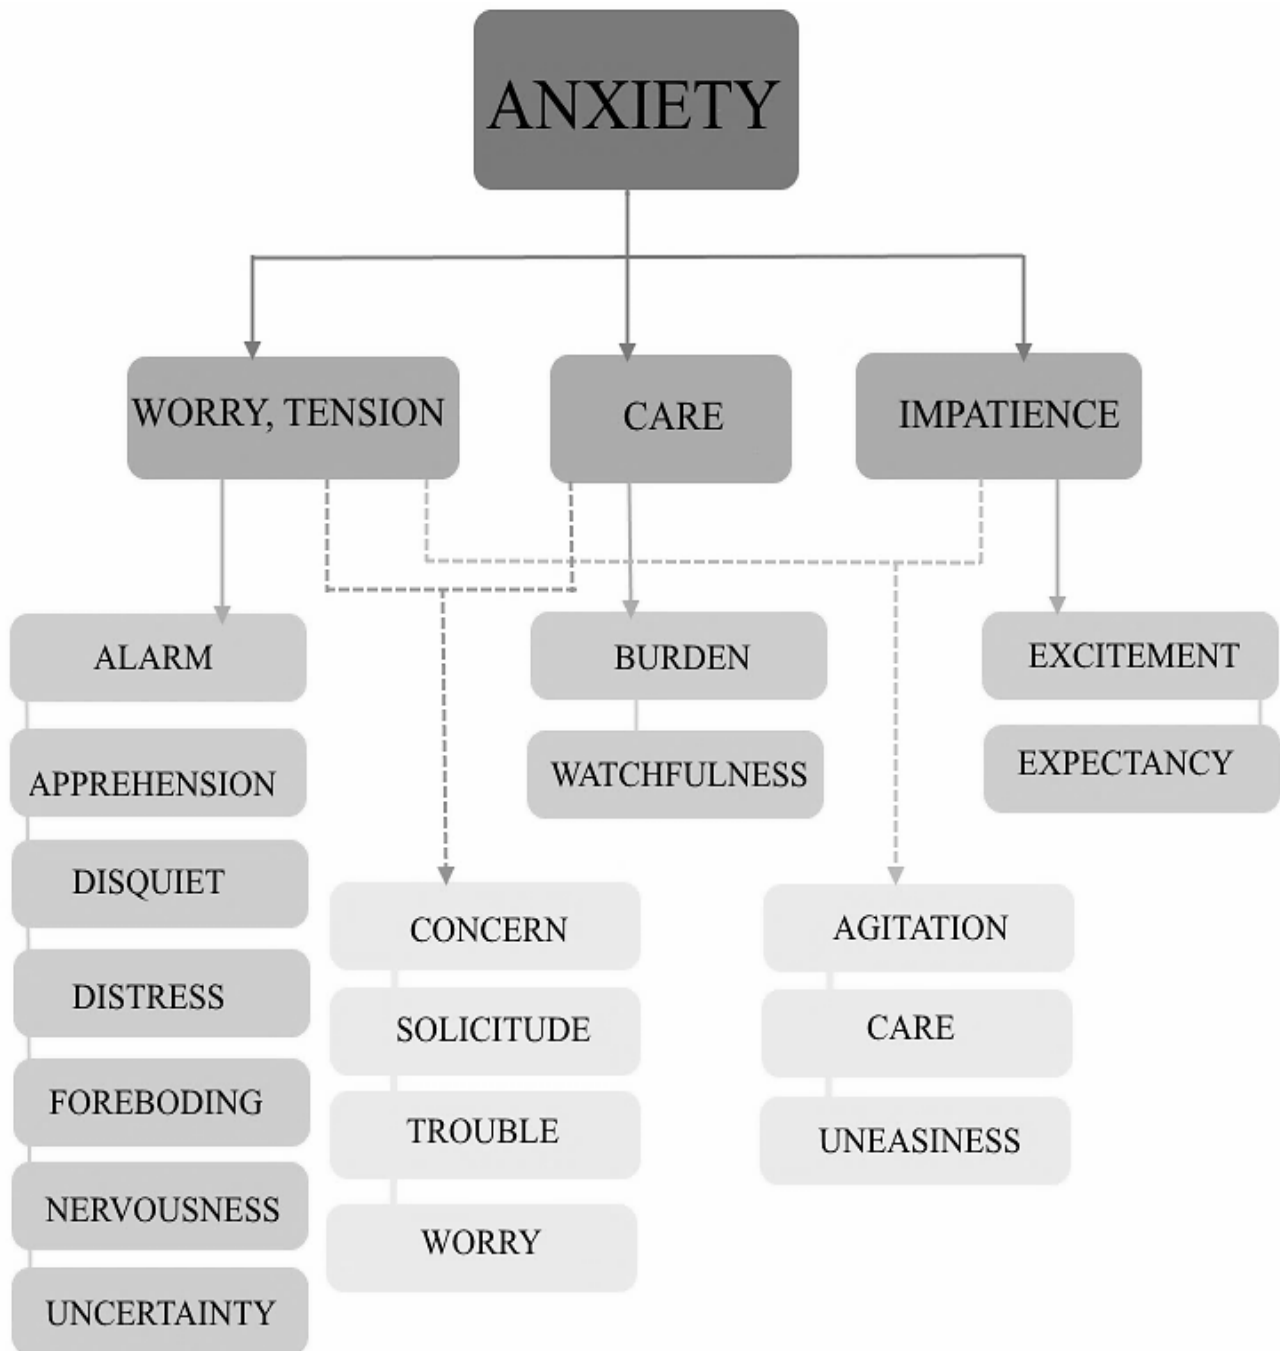 ANXIETY
WORRY, TENSION
CARE
IMPATIENCE
ALARM
APPREHENSION
DISQUIET
DISTRESS
FOREBODING
NERVOUSNESS
UNCERTAINTY
CONCERN
SOLICITUDE
TROUBLE
WORRY
BURDEN
WATCHFULNESS
AGITATION
CARE
UNEASINESS
EXCITEMENT
EXPECTANCY